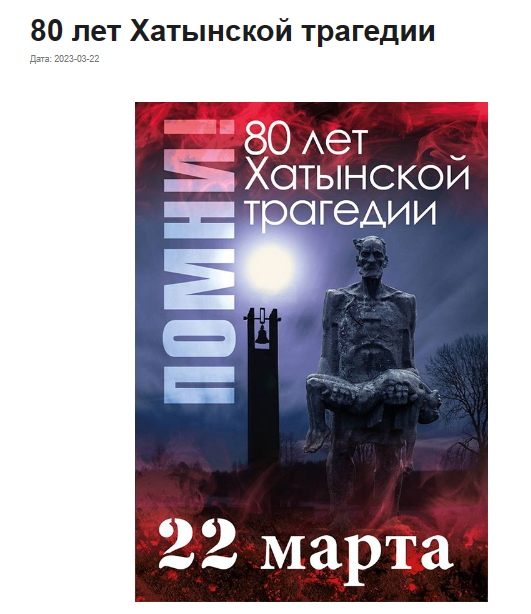 80 лет Хатынской трагедии
Дата: 2023-03-22
ПОМНИ!
80 лет
Хатынской
трагедии
22 марта